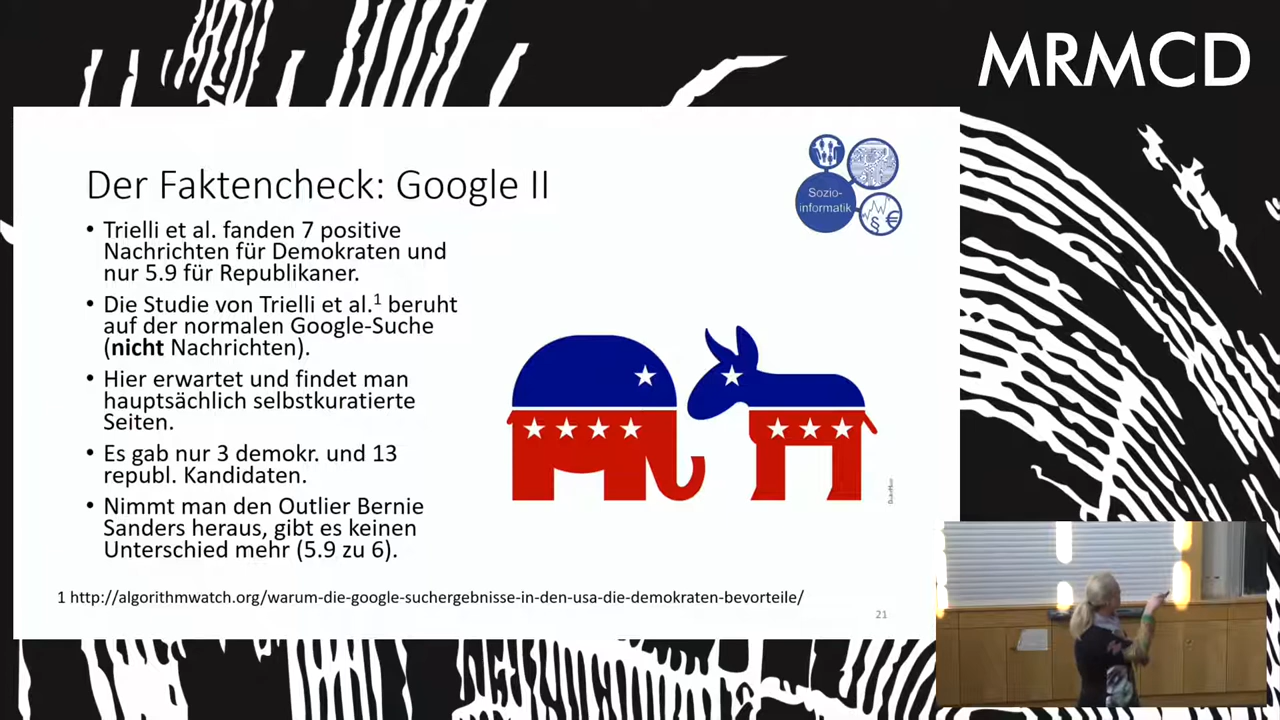 MRMCD
Der Faktencheck: Google II
Sozio-
informatik
§ €
• Trielli et al. fanden 7 positive
Nachrichten für Demokraten und
nur 5.9 für Republikaner.
• Die Studie von Trielli et al.1 beruht
auf der normalen Google-Suche
(nicht Nachrichten).
• Hier erwartet und findet man
hauptsächlich selbstkuratierte
Seiten.
• Es gab nur 3 demokr. und 13
republ. Kandidaten.
• Nimmt man den Outlier Bernie
Sanders heraus, gibt es keinen
Unterschied mehr (5.9 zu 6).
1 http://algorithmwatch.org/warum-die-google-suchergebnisse-in-den-usa-die-demokraten-bevorteile/
21